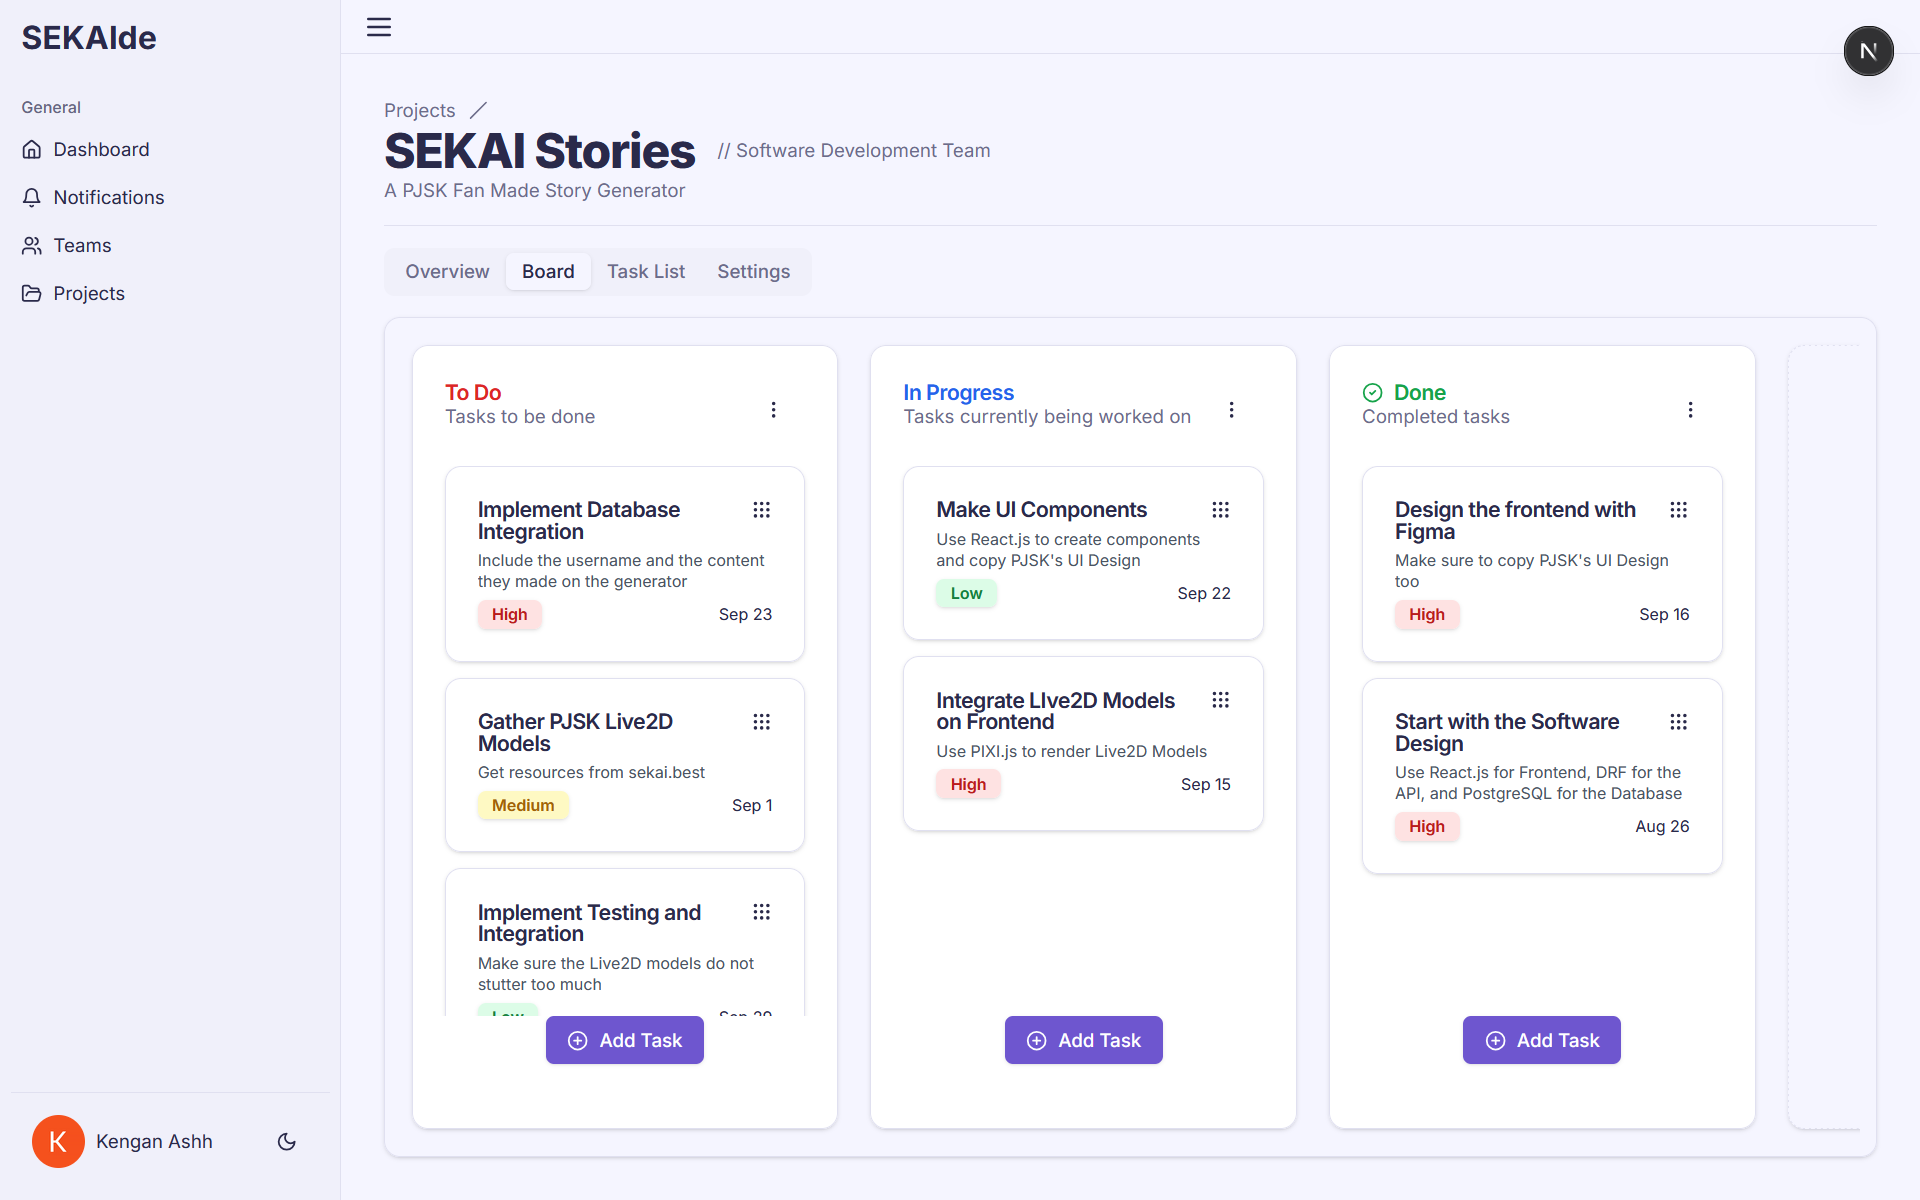 SEKAIde
General
Dashboard
Notifications
Teams
Projects
K
Kengan Ashh
N
Projects
SEKAI Stories // Software Development Team
A PJSK Fan Made Story Generator
Overview Board Task List Settings
To Do
Tasks to be done
Implement Database
Integration
Include the username and the content
they made on the generator
High Sep 23
Gather PJSK Live2D
Models
Get resources from sekai.best
Medium Sep 1
Implement Testing and
Integration
Make sure the Live2D models do not
stutter too much
Low Sep 29
Add Task
In Progress
Tasks currently being worked on
Make UI Components
Use React.js to create components
and copy PJSK's UI Design
Low Sep 22
Integrate LIve2D Models
on Frontend
Use PIXI.js to render Live2D Models
High Sep 15
Add Task
Done
Completed tasks
Design the frontend with
Figma
Make sure to copy PJSK's UI Design
too
High Sep 16
Start with the Software
Design
Use React.js for Frontend, DRF for the
API, and PostgreSQL for the Database
High Aug 26
Add Task